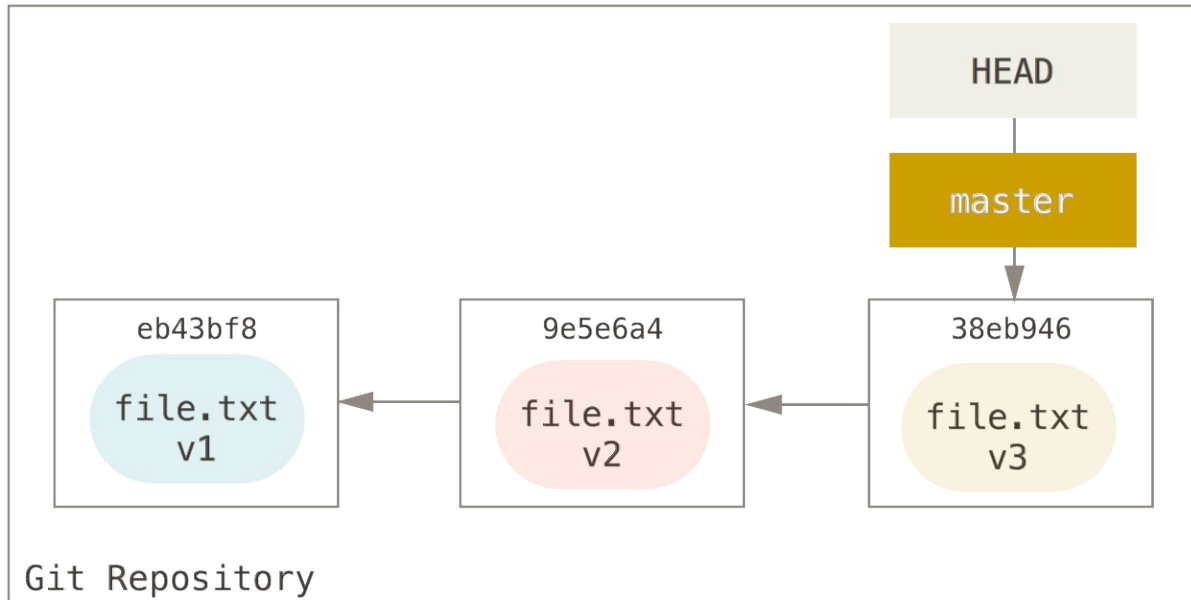 HEAD
master
eb43bf8
file.txt
v1
9e5e6a4
file.txt
v2
38eb946
file.txt
v3
Git Repository